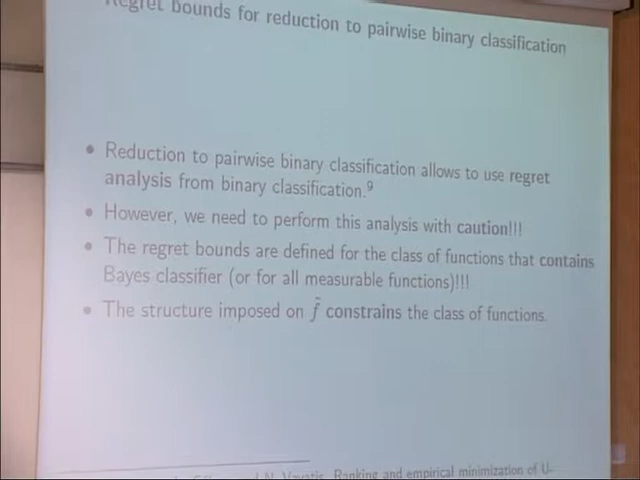 Regret bounds for reduction to pairwise binary classification
• Reduction to pairwise binary classification allows to use regret
analysis from binary classification.⁹
• However, we need to perform this analysis with caution!!!
• The regret bounds are defined for the class of functions that contains
Bayes classifier (or for all measurable functions)!!!
• The structure imposed on f̄ constrains the class of functions.
N. Vayatis. Ranking and empirical minimization of U-